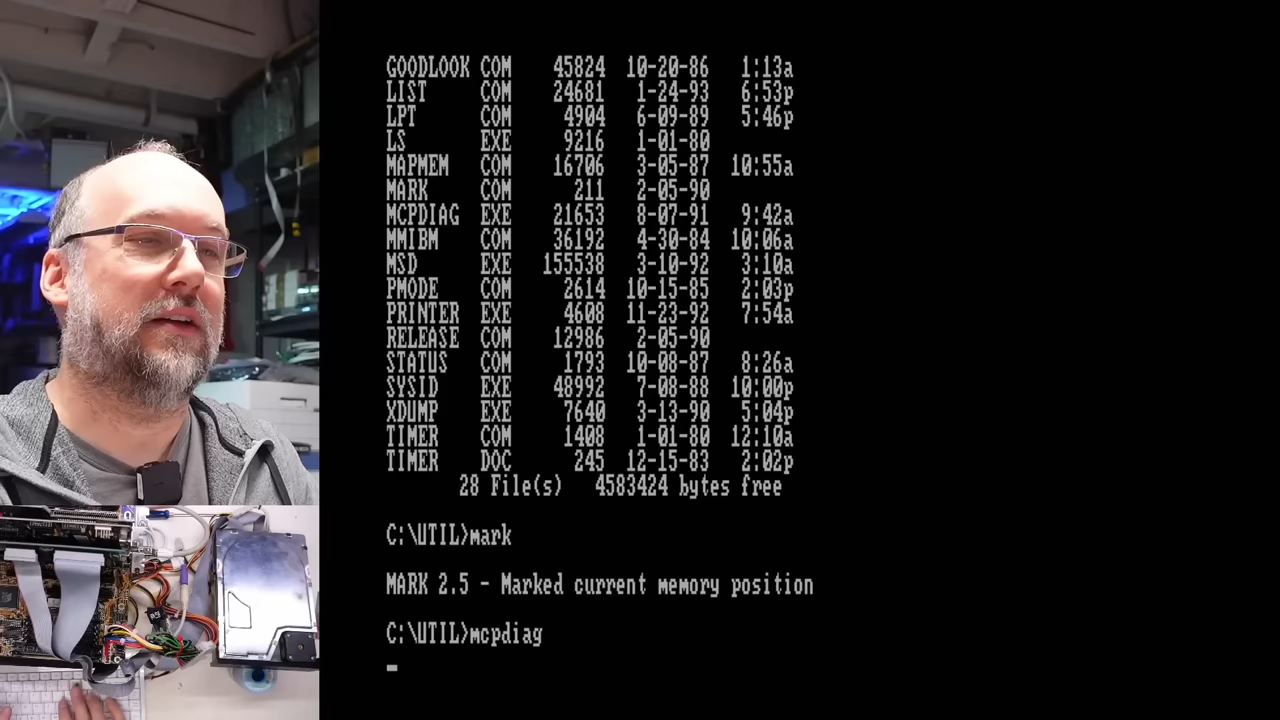 GOODLOOK COM 45824 10-20-86 1:13a
LIST COM 24681 1-24-93 6:53p
LPT COM 4904 6-09-89 5:46p
LS EXE 9216 1-01-80
MAPMEM COM 16706 3-05-87 10:55a
MARK COM 211 2-05-90
MCPDIAG EXE 21653 8-07-91 9:42a
MMIBM COM 36192 4-30-84 10:06a
MSD EXE 155538 3-10-92 3:10a
PMODE COM 2614 10-15-85 2:03p
PRINTER EXE 4608 11-23-92 7:54a
RELEASE COM 12986 2-05-90
STATUS COM 1793 10-08-87 8:26a
SYSID EXE 48992 7-08-88 10:00p
XDUMP EXE 7640 3-13-90 5:04p
TIMER COM 1408 1-01-80 12:10a
TIMER DOC 245 12-15-83 2:02p
28 File(s) 4583424 bytes free
C:\UTIL>mark
MARK 2.5 - Marked current memory position
C:\UTIL>mcpdiag